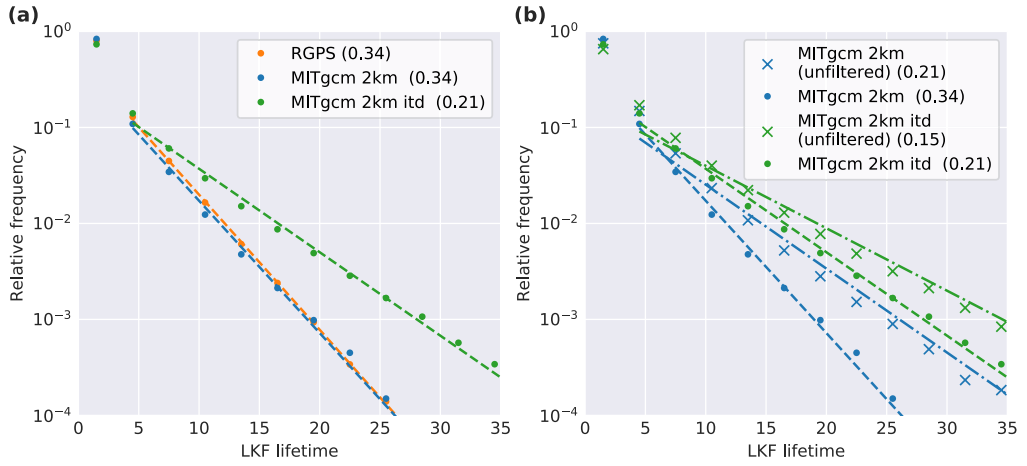 (a)
10⁰
10⁻¹
10⁻²
10⁻³
10⁻⁴
Relative frequency
0 5 10 15 20 25 30 35
LKF lifetime
RGPS (0.34)
MITgcm 2km (0.34)
MITgcm 2km itd (0.21)
(b)
10⁰
10⁻¹
10⁻²
10⁻³
10⁻⁴
Relative frequency
0 5 10 15 20 25 30 35
LKF lifetime
MITgcm 2km
(unfiltered) (0.21)
MITgcm 2km (0.34)
MITgcm 2km itd
(unfiltered) (0.15)
MITgcm 2km itd (0.21)